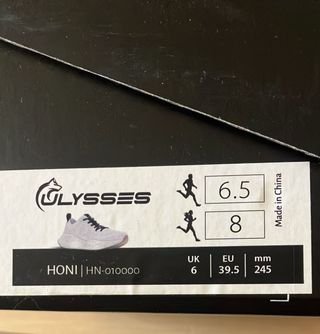 ULYSSES
6.5
8
Made in China
HONI | HN-010000
UK EU mm
6 39.5 245